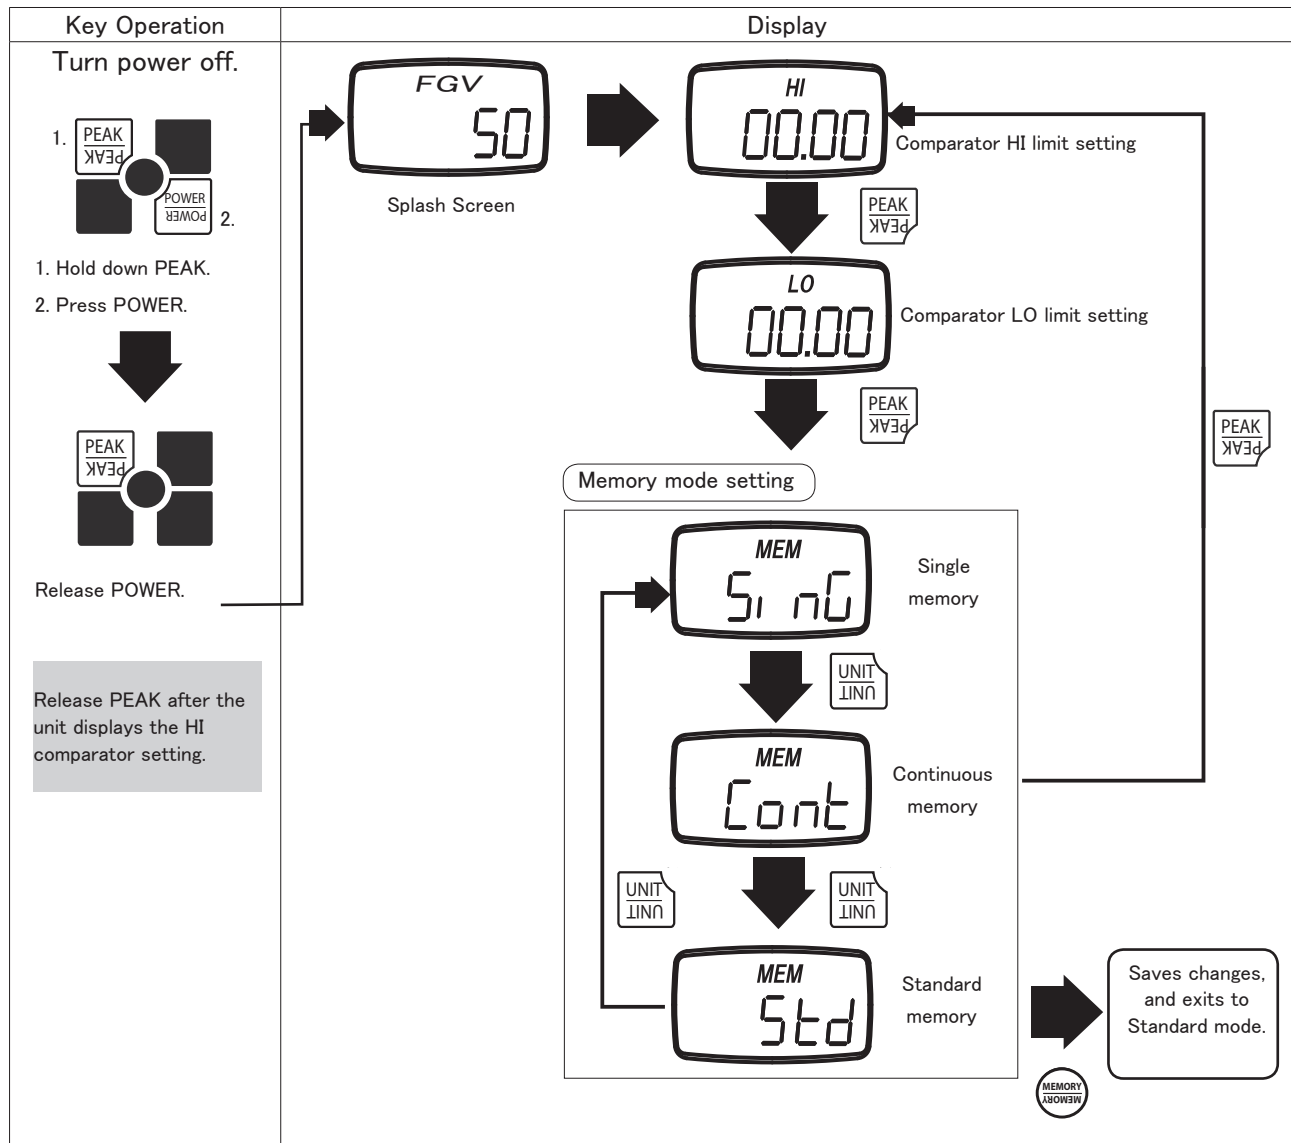 Key Operation
Display
Turn power off.
1.
PEAK
PEAK
POWER
POWER
2.
1. Hold down PEAK.
2. Press POWER.
PEAK
PEAK
Release POWER.
Release PEAK after the
unit displays the HI
comparator setting.
FGV
50
Splash Screen
HI
00.00
Comparator HI limit setting
PEAK
PEAK
LO
00.00
Comparator LO limit setting
PEAK
PEAK
PEAK
PEAK
Memory mode setting
MEM
SinG
Single
memory
UNIT
UNIT
MEM
Cont
Continuous
memory
UNIT
UNIT
UNIT
UNIT
MEM
Std
Standard
memory
Saves changes,
and exits to
Standard mode.
MEMORY
MEMORY